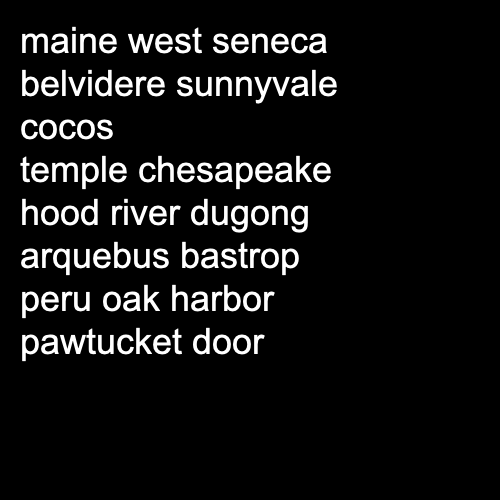 maine west seneca
belvidere sunnyvale
cocos
temple chesapeake
hood river dugong
arquebus bastrop
peru oak harbor
pawtucket door